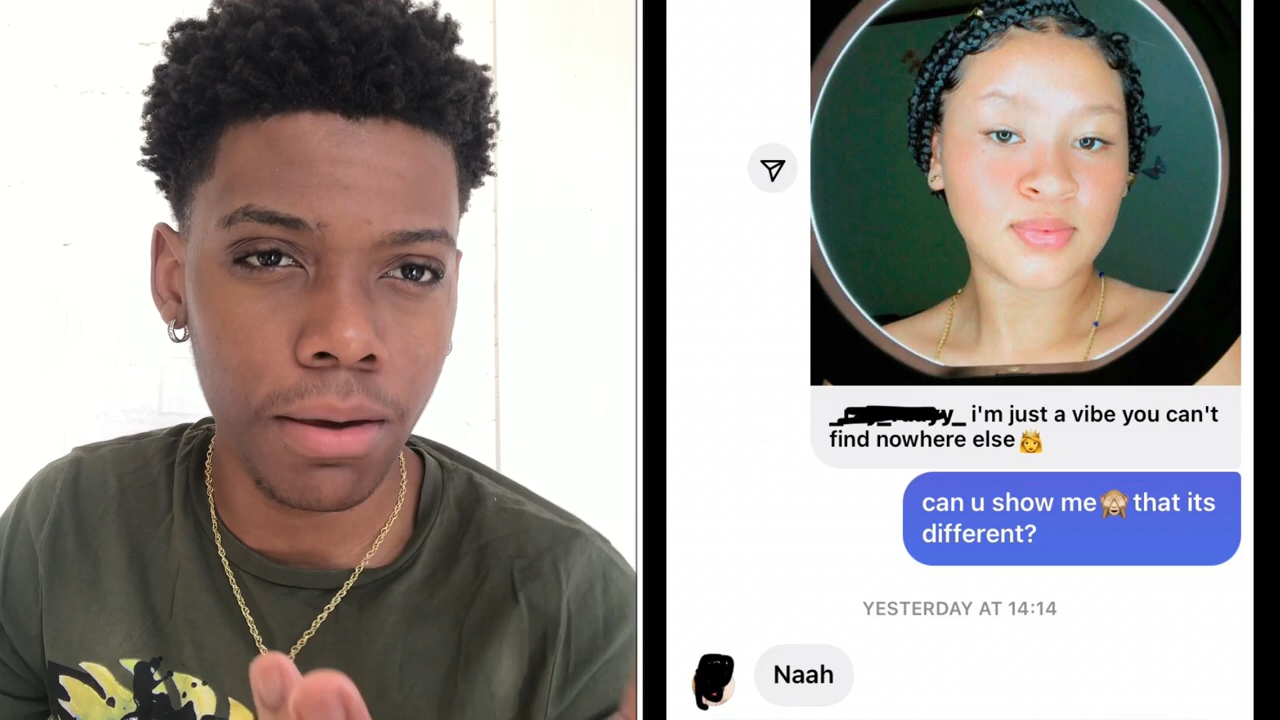 i'm just a vibe you can't
find nowhere else👸
can u show me🙈that its
different?
YESTERDAY AT 14:14
Naah